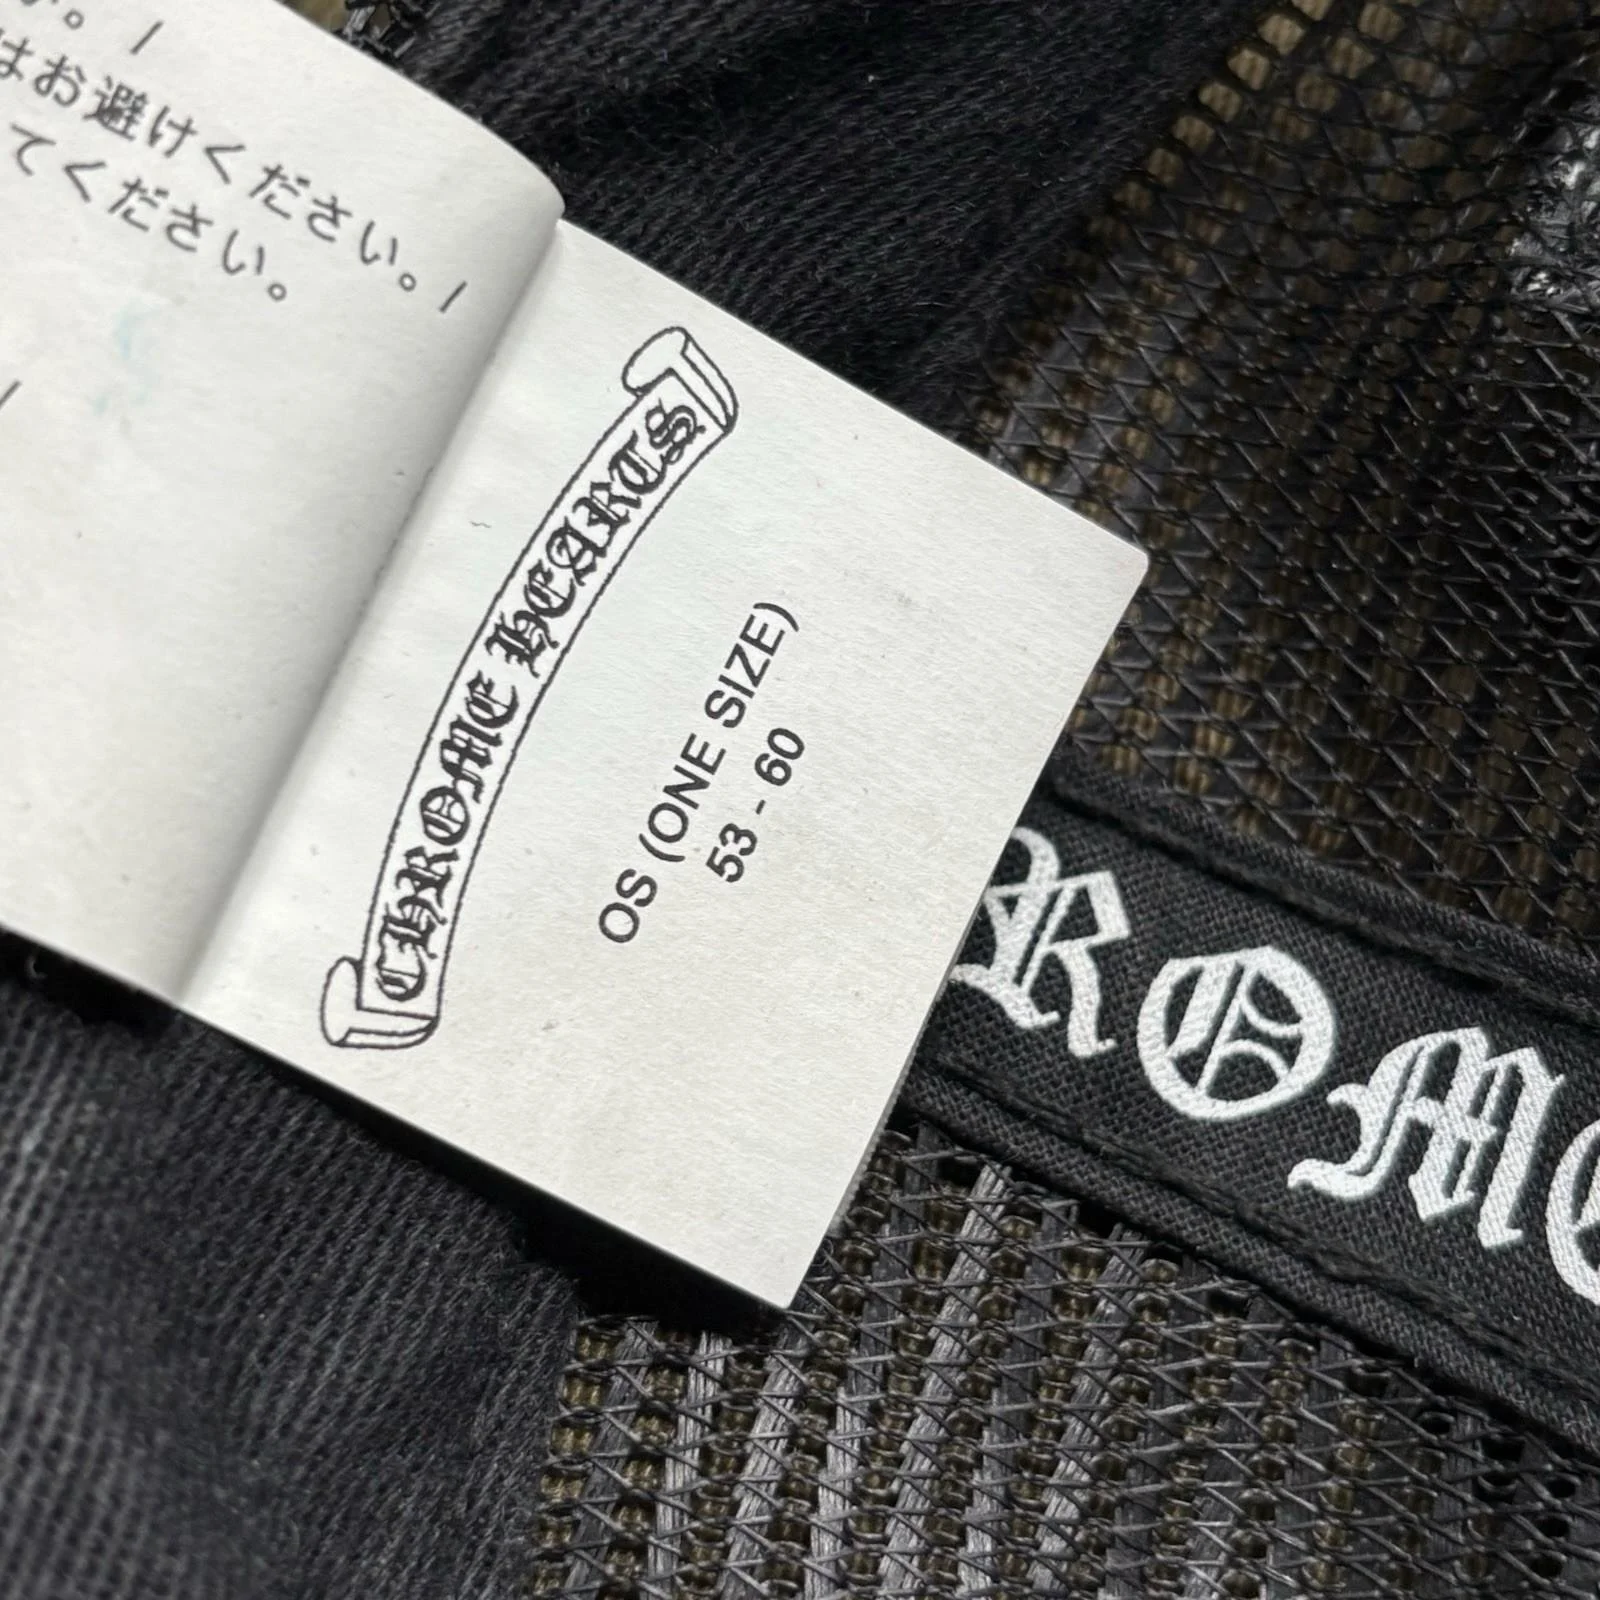 はお避けください。/
てください。
CHROME HEARTS
OS (ONE SIZE)
53 - 60
ROME